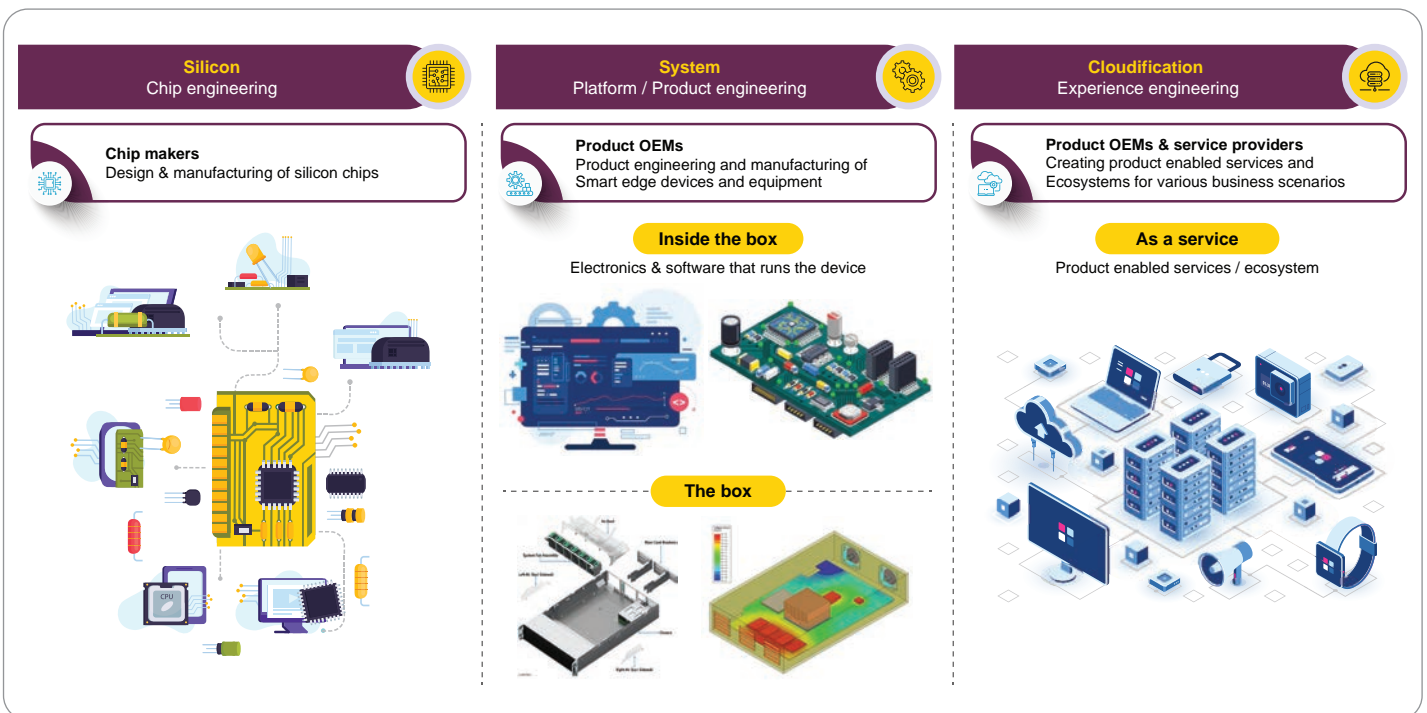 Silicon
Chip engineering
Chip makers
Design & manufacturing of silicon chips
CPU
System
Platform / Product engineering
Product OEMs
Product engineering and manufacturing of
Smart edge devices and equipment
Inside the box
Electronics & software that runs the device
The box
Cloudification
Experience engineering
Product OEMs & service providers
Creating product enabled services and
Ecosystems for various business scenarios
As a service
Product enabled services / ecosystem